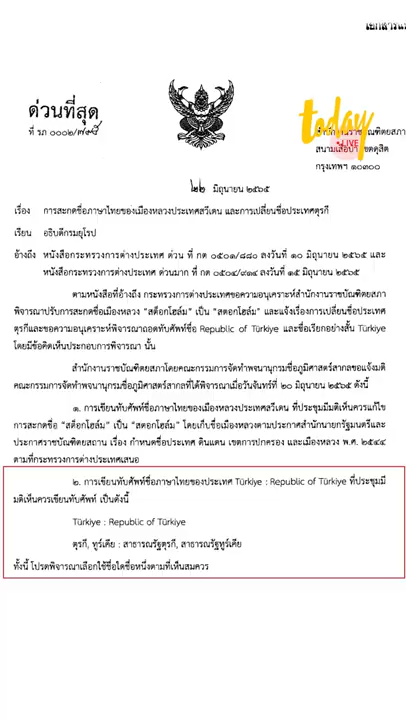 เอกสารแ
ด่วนที่สุด
ที่ รภ ๐๐๐๒/๗๙๕
today
LIVE
กรุงเทพฯ ๑๐๓๐๐
๒๒ มิถุนายน ๒๕๖๕
เรื่อง การสะกดชื่อภาษาไทยของเมืองหลวงประเทศสวีเดน และการเปลี่ยนชื่อประเทศตุรกี
เรียน อธิบดีกรมยุโรป
อ้างถึง หนังสือกระทรวงการต่างประเทศ ด่วน ที่ กต ๐๕๐๑/๘๘๐ ลงวันที่ ๑๐ มิถุนายน ๒๕๖๕ และ
หนังสือกระทรวงการต่างประเทศ ด่วนมาก ที่ กต ๐๕๐๔/๙๑๔ ลงวันที่ ๑๕ มิถุนายน ๒๕๖๕
ตามหนังสือที่อ้างถึง กระทรวงการต่างประเทศขอความอนุเคราะห์สำนักงานราชบัณฑิตยสภา
พิจารณาปรับการสะกดชื่อเมืองหลวง “สต็อกโฮล์ม” เป็น “สตอกโฮล์ม” และแจ้งเรื่องการเปลี่ยนชื่อประเทศ
ตุรกีและขอความอนุเคราะห์พิจารณาถอดทับศัพท์ชื่อ Republic of Türkiye และชื่อเรียกอย่างสั้น Türkiye
โดยมีข้อคิดเห็นประกอบการพิจารณา นั้น
สำนักงานราชบัณฑิตยสภาโดยคณะกรรมการจัดทำพจนานุกรมชื่อภูมิศาสตร์สากลขอแจ้งมติ
คณะกรรมการจัดทำพจนานุกรมชื่อภูมิศาสตร์สากลที่ได้พิจารณาเมื่อวันจันทร์ที่ ๒๐ มิถุนายน ๒๕๖๕ ดังนี้
๑. การเขียนทับศัพท์ชื่อภาษาไทยของเมืองหลวงประเทศสวีเดน ที่ประชุมมีมติเห็นควรแก้ไข
การสะกดชื่อ “สต็อกโฮล์ม” เป็น “สตอกโฮล์ม” โดยเก็บชื่อเมืองหลวงตามประกาศสำนักนายกรัฐมนตรีและ
ประกาศราชบัณฑิตยสถาน เรื่อง กำหนดชื่อประเทศ ดินแดน เขตการปกครอง และเมืองหลวง พ.ศ. ๒๕๔๔
ตามที่กระทรวงการต่างประเทศเสนอ
๒. การเขียนทับศัพท์ชื่อภาษาไทยของประเทศ Türkiye : Republic of Türkiye ที่ประชุมมี
มติเห็นควรเขียนทับศัพท์ เป็นดังนี้
Türkiye : Republic of Türkiye
ตุรกี, ทูร์เคีย : สาธารณรัฐตุรกี, สาธารณรัฐทูร์เคีย
ทั้งนี้ โปรดพิจารณาเลือกใช้ชื่อใดชื่อหนึ่งตามที่เห็นสมควร